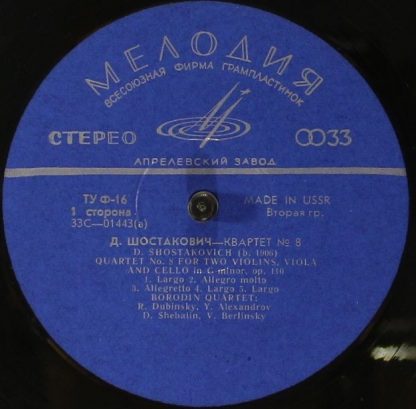 МЕЛОДИЯ
ВСЕСОЮЗНАЯ ФИРМА ГРАМПЛАСТИНОК
СТЕРЕО
33
АПРЕЛЕВСКИЙ ЗАВОД
ТУ Ф-16
MADE IN USSR
1 сторона
Вторая гр.
33С—01443(в)
Д. ШОСТАКОВИЧ—КВАРТЕТ № 8
D. SHOSTAKOVICH (b. 1906)
QUARTET No. 8 FOR TWO VIOLINS, VIOLA
AND CELLO in C minor, op. 110
1. Largo 2. Allegro molto
3. Allegretto 4. Largo 5. Largo
BORODIN QUARTET:
R. Dubinsky, Y. Alexandrov
D. Shebalin, V. Berlinsky